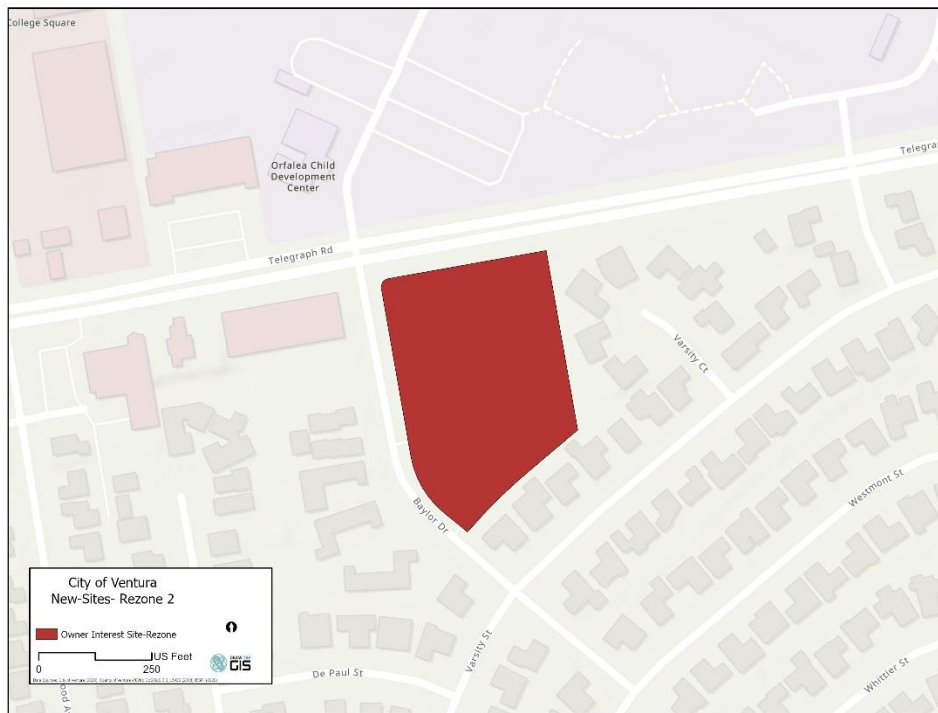 College Square
Orfalea Child
Development
Center
Telegraph Rd
Telegra
Varsity Ct
Baylor Dr
Westmont St
Varsity St
De Paul St
Whittier St
City of Ventura
New-Sites- Rezone 2
Owner Interest Site-Rezone
US Feet
0
250
GIS